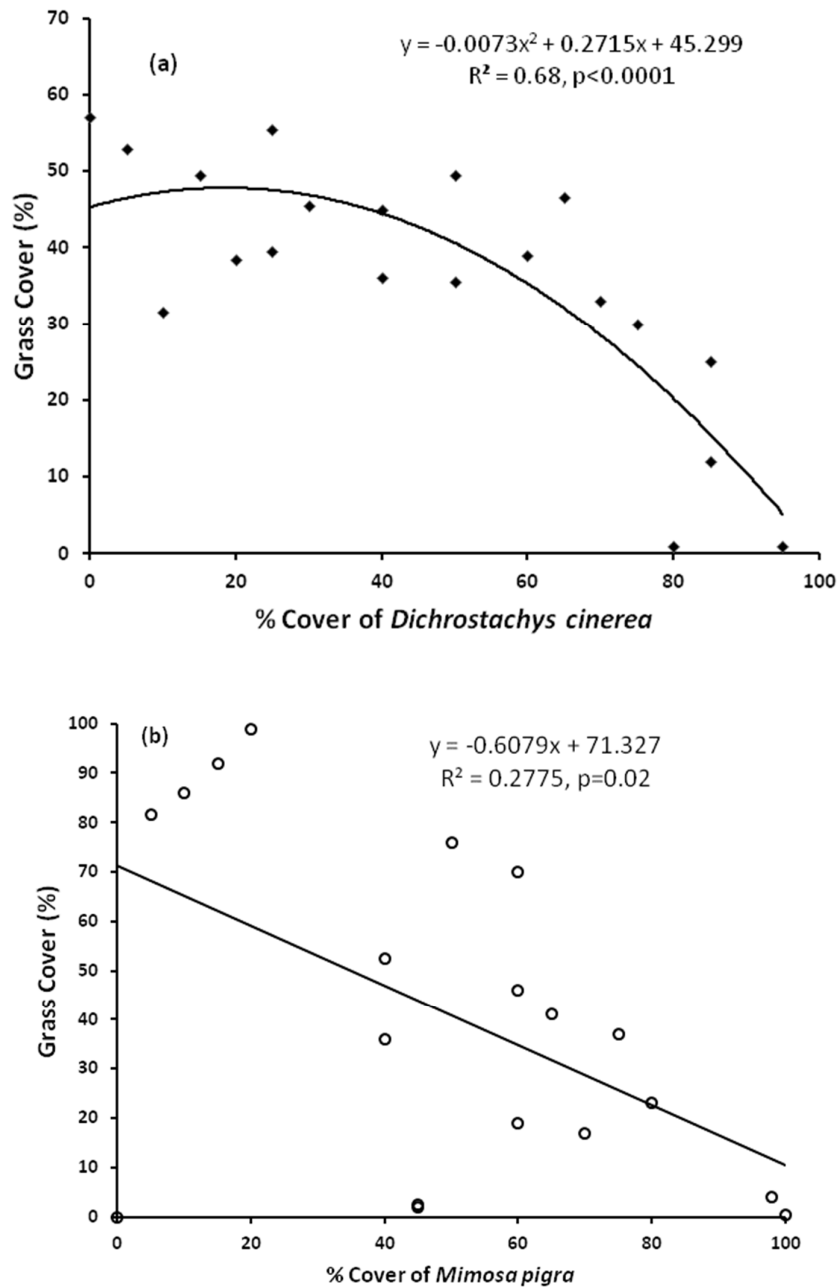 70
60
50
40
30
20
10
0
Grass Cover (%)
(a)
y = -0.0073x² + 0.2715x + 45.299
R² = 0.68, p<0.0001
0 20 40 60 80 100
% Cover of Dichrostachys cinerea
100
90
80
70
60
50
40
30
20
10
0
Grass Cover (%)
(b)
y = -0.6079x + 71.327
R² = 0.2775, p=0.02
0 20 40 60 80 100
% Cover of Mimosa pigra